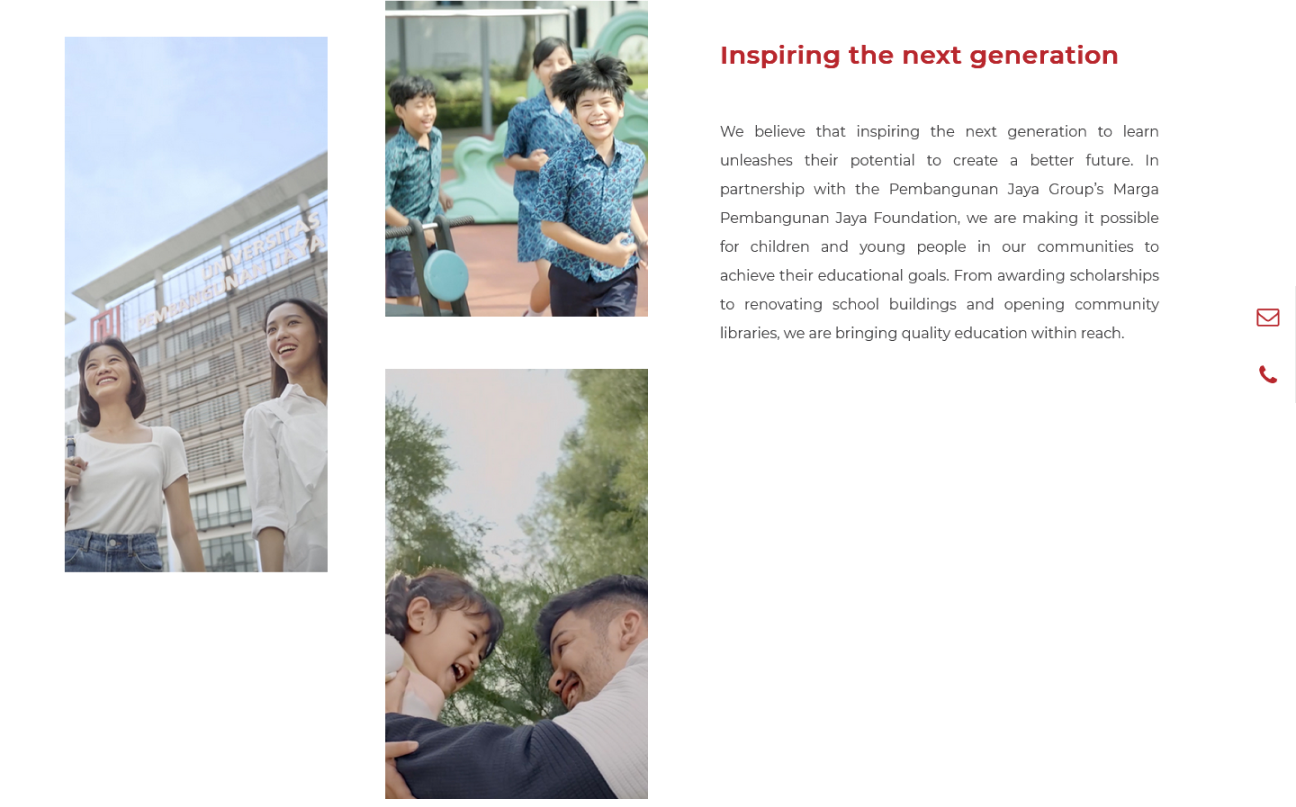 UNIVERSITAS
PEMBANGUNAN JAYA
Inspiring the next generation
We believe that inspiring the next generation to learn
unleashes their potential to create a better future. In
partnership with the Pembangunan Jaya Group’s Marga
Pembangunan Jaya Foundation, we are making it possible
for children and young people in our communities to
achieve their educational goals. From awarding scholarships
to renovating school buildings and opening community
libraries, we are bringing quality education within reach.